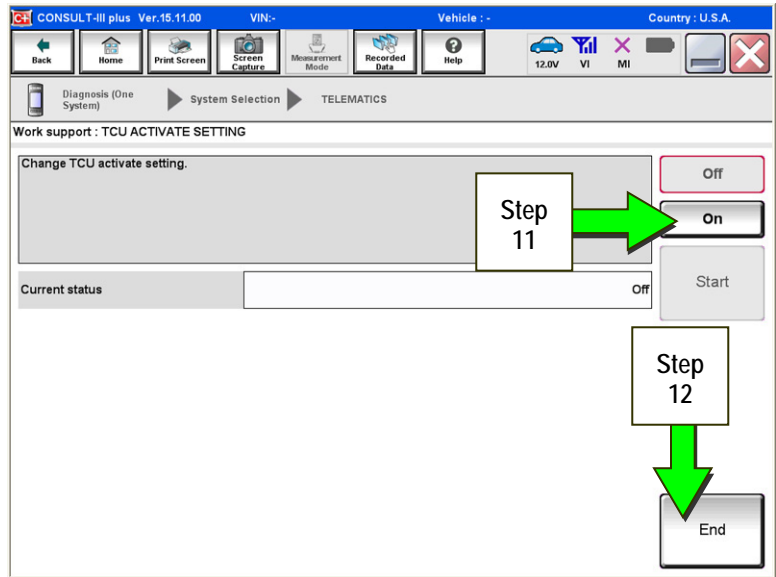 C+ CONSULT-III plus Ver.15.11.00 VIN:- Vehicle : - Country : U.S.A.
Back
Home
Print Screen
Screen
Capture
Measurement
Mode
Recorded
Data
?
Help
12.0V
VI
MI
Diagnosis (One
System)
System Selection
TELEMATICS
Work support : TCU ACTIVATE SETTING
Change TCU activate setting.
Off
Step
11
On
Current status
Off
Start
Step
12
End